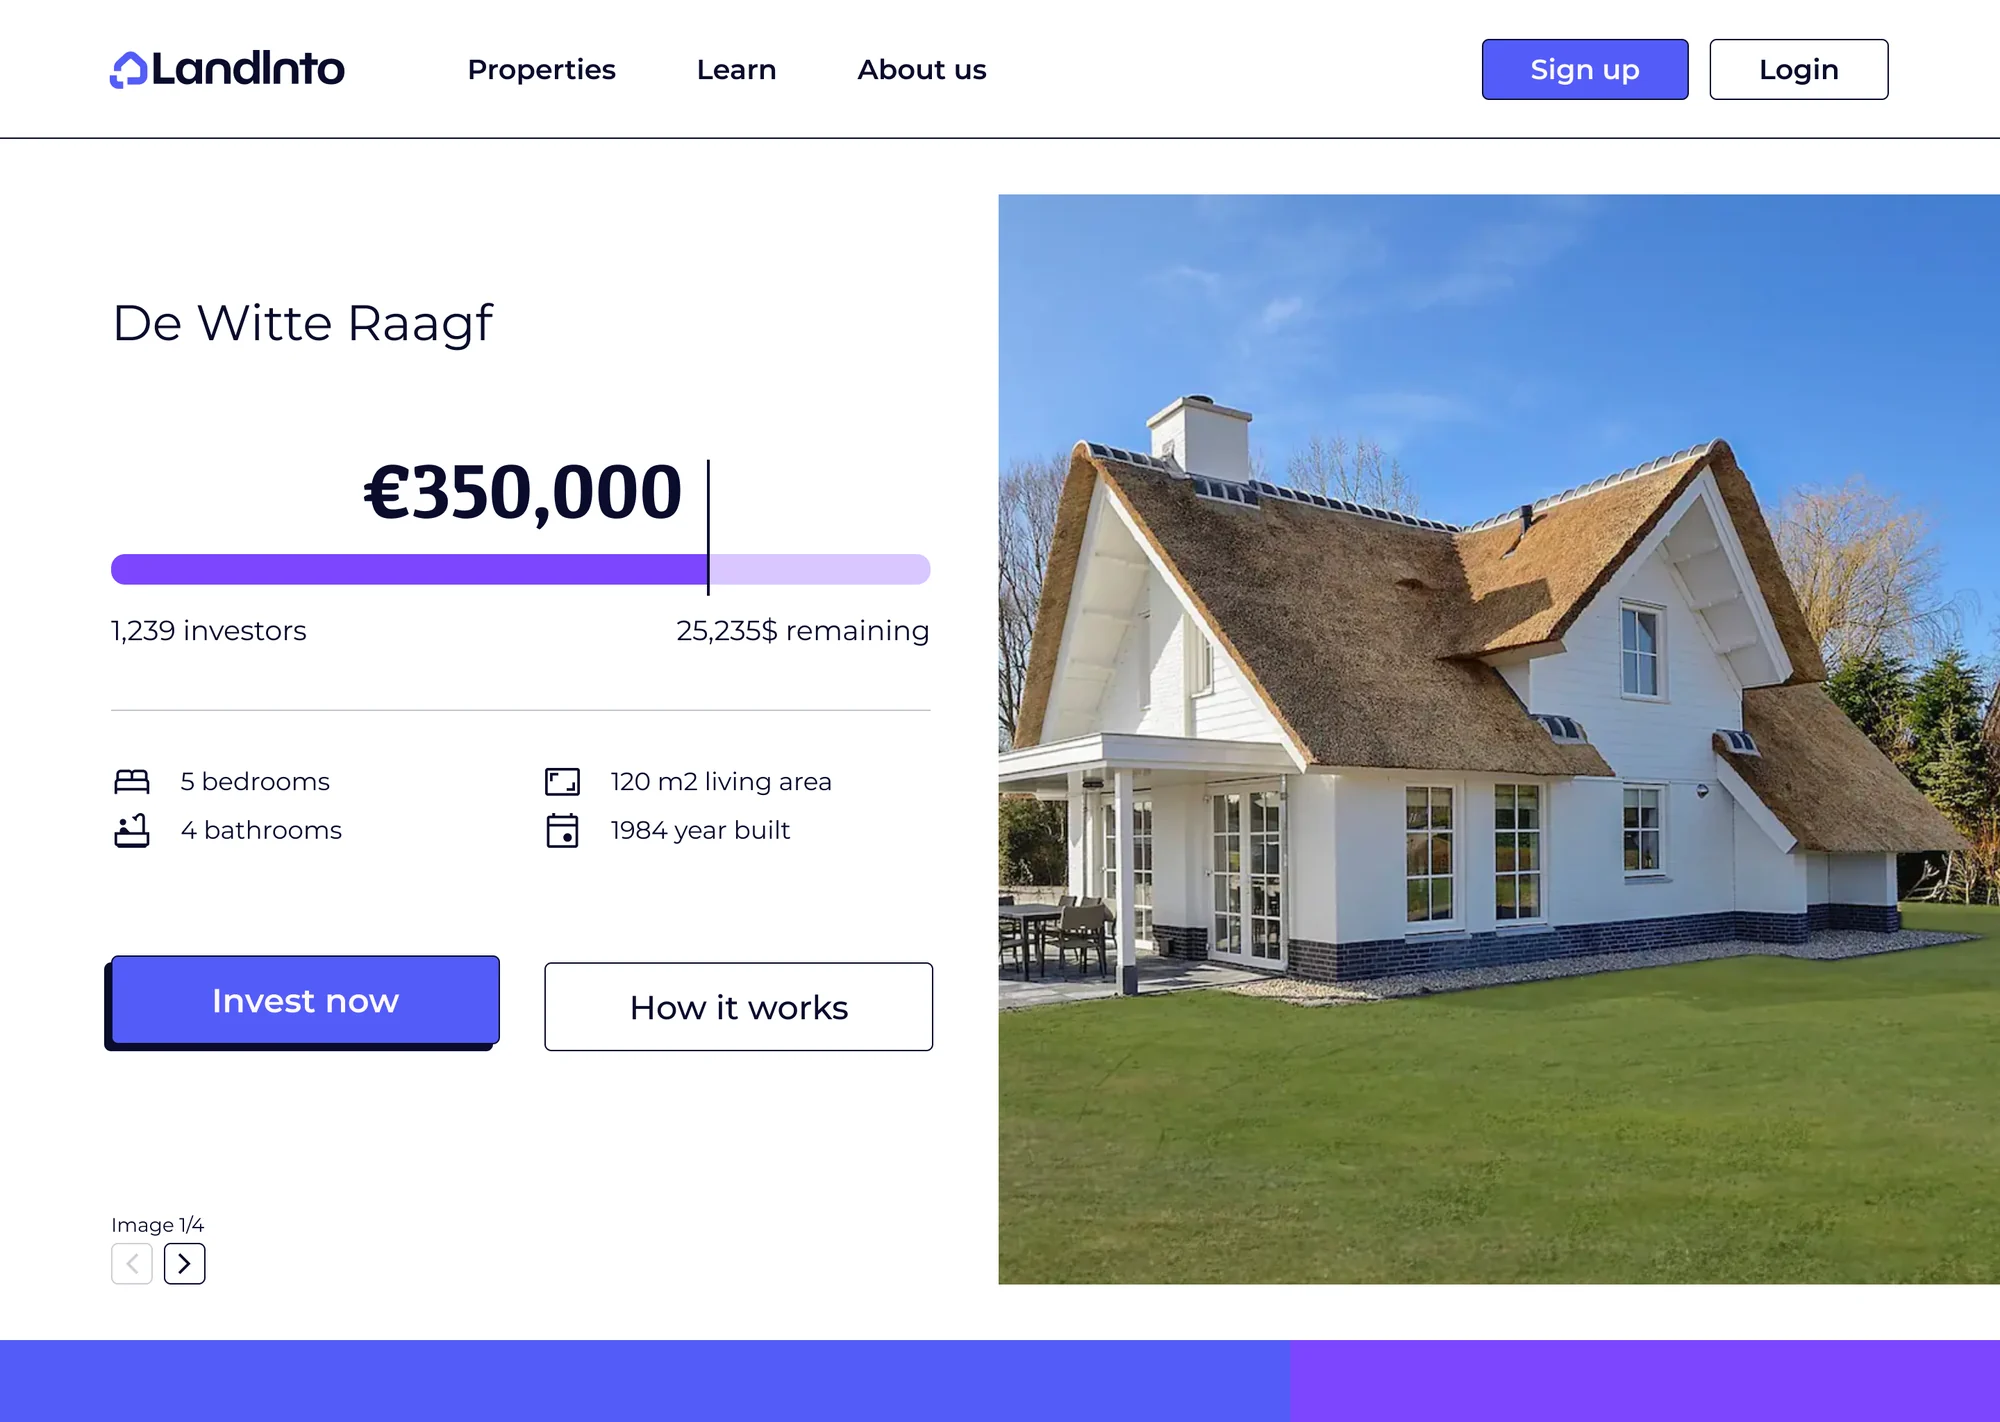 LandInto
Properties
Learn
About us
Sign up
Login
De Witte Raagf
€350,000
1,239 investors
25,235$ remaining
5 bedrooms
120 m2 living area
4 bathrooms
1984 year built
Invest now
How it works
Image 1/4